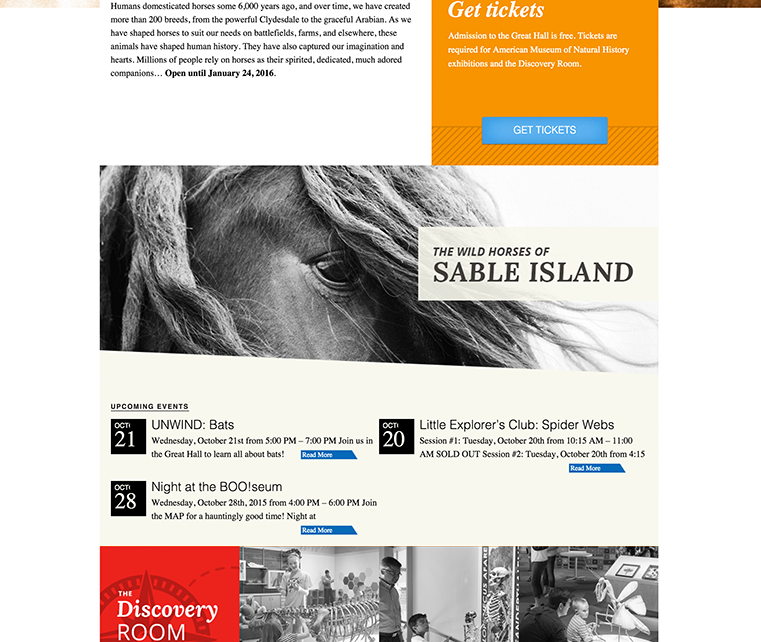 Humans domesticated horses some 6,000 years ago, and over time, we have created
more than 200 breeds, from the powerful Clydesdale to the graceful Arabian. As we
have shaped horses to suit our needs on battlefields, farms, and elsewhere, these
animals have shaped human history. They have also captured our imagination and
hearts. Millions of people rely on horses as their spirited, dedicated, much adored
companions… Open until January 24, 2016.
Get tickets
Admission to the Great Hall is free. Tickets are
required for American Museum of Natural History
exhibitions and the Discovery Room.
GET TICKETS
THE WILD HORSES OF
SABLE ISLAND
UPCOMING EVENTS
OCT
21
UNWIND: Bats
Wednesday, October 21st from 5:00 PM – 7:00 PM Join us in
the Great Hall to learn all about bats!
Read More
OCT
20
Little Explorer's Club: Spider Webs
Session #1: Tuesday, October 20th from 10:15 AM – 11:00
AM SOLD OUT Session #2: Tuesday, October 20th from 4:15
Read More
OCT
28
Night at the BOO!seum
Wednesday, October 28th, 2015 from 4:00 PM – 6:00 PM Join
the MAP for a hauntingly good time! Night at
Read More
THE
Discovery
ROOM